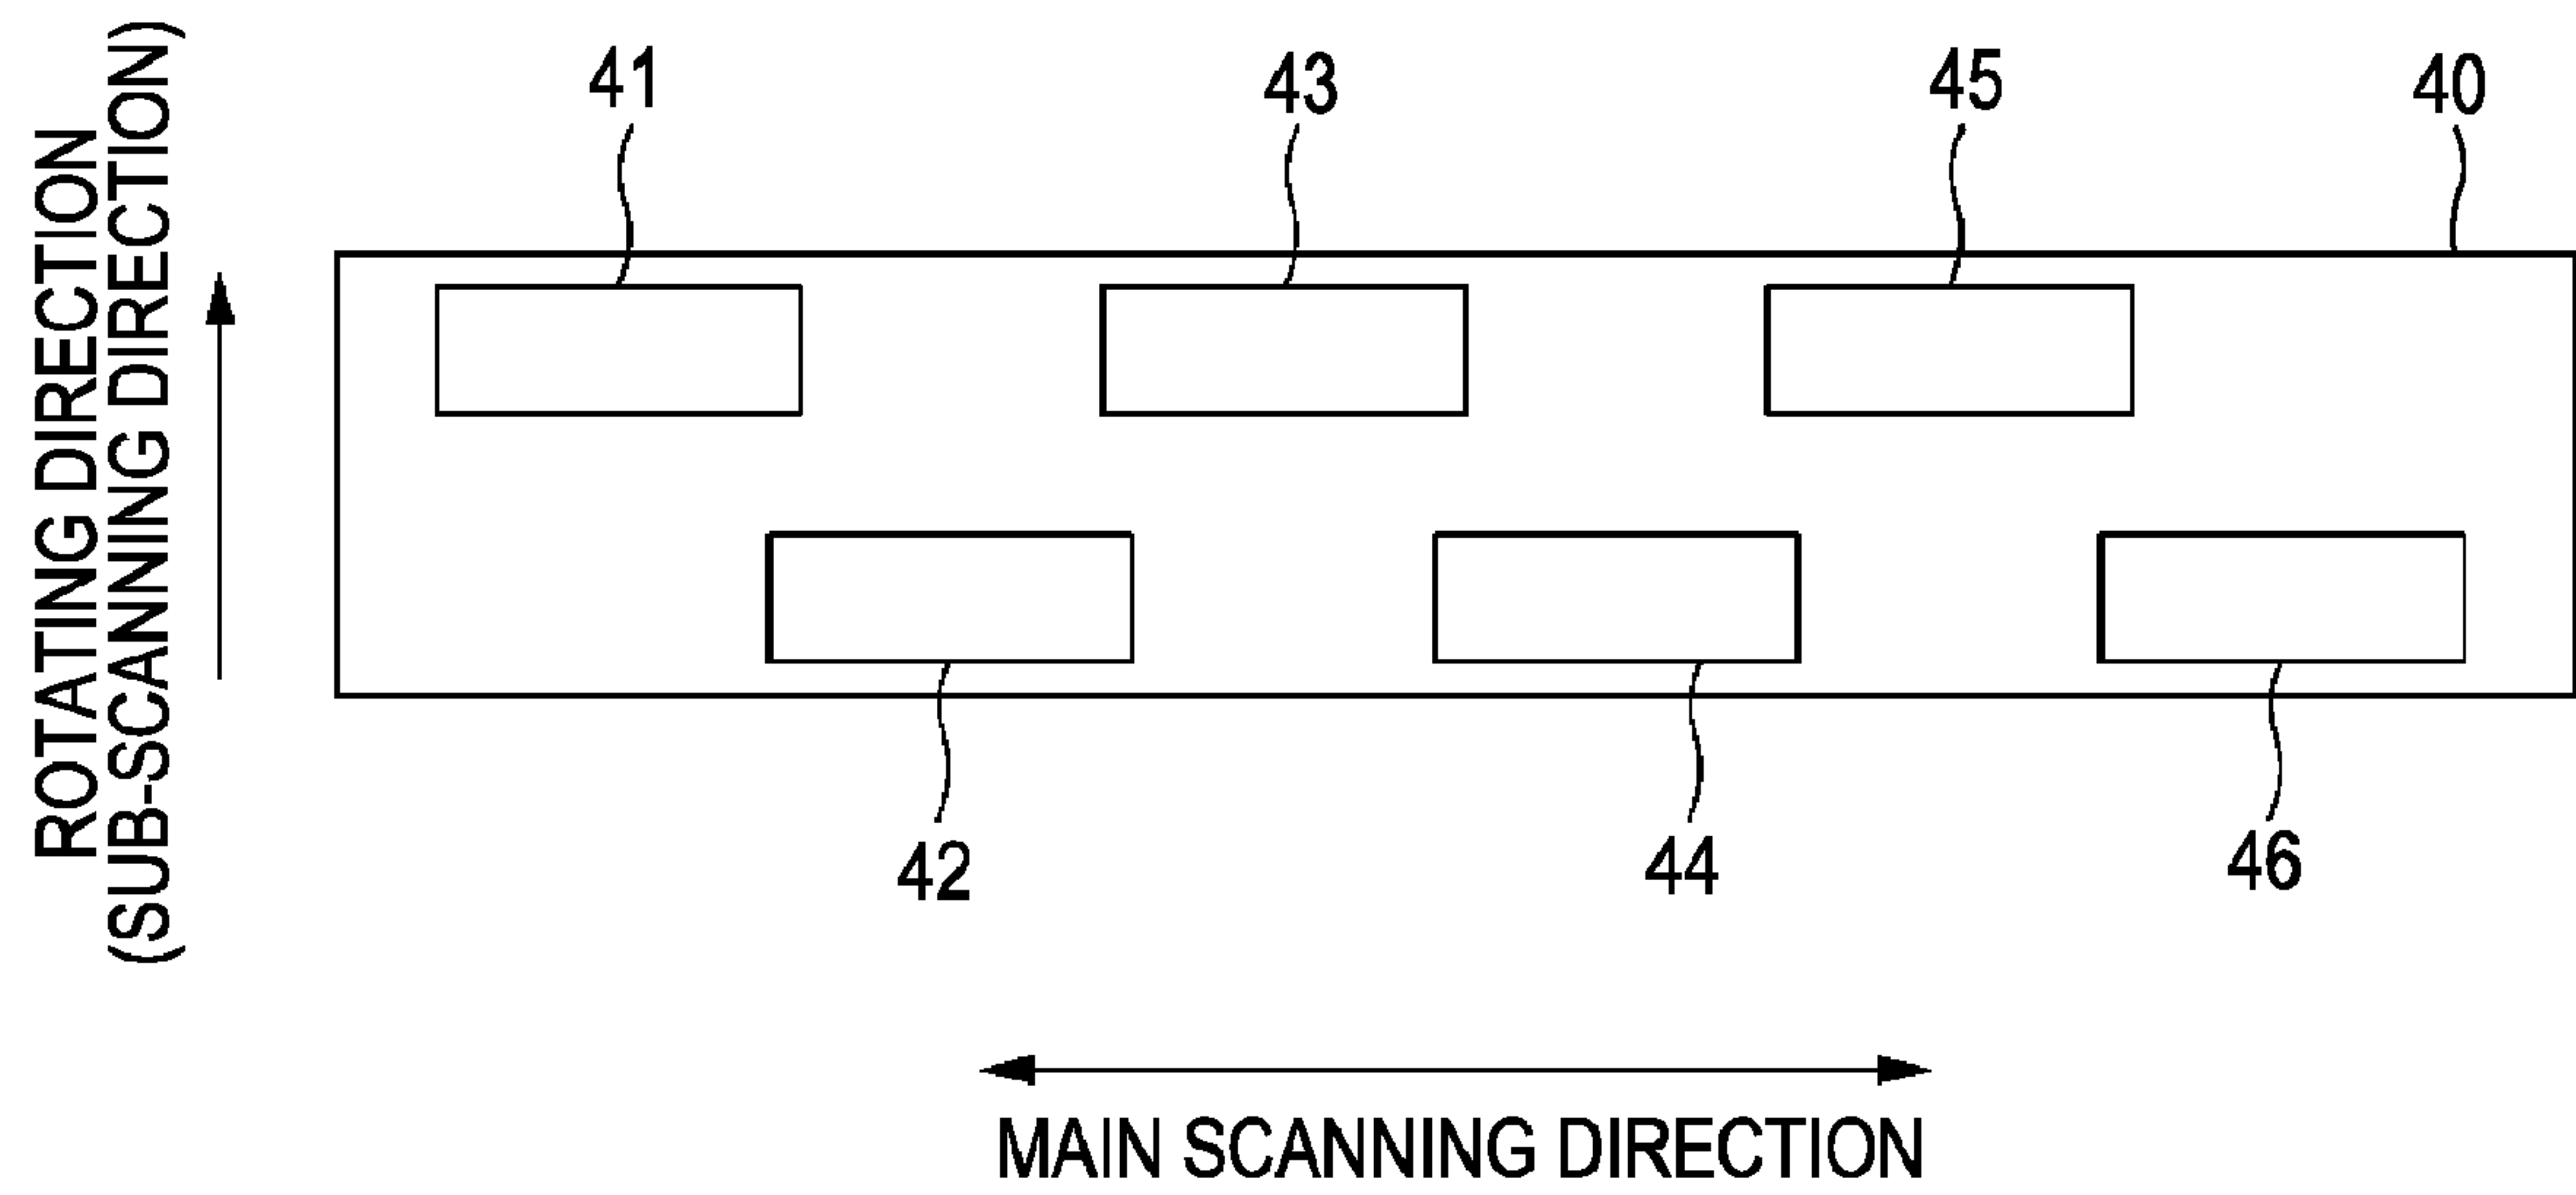 41
43
45
40
ROTATING DIRECTION
(SUB-SCANNING DIRECTION)
42
44
46
MAIN SCANNING DIRECTION